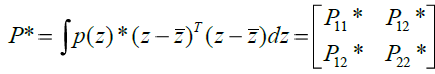 P* = ∫ p(z) * (z − z̅)ᵀ (z − z̅)dz = [P₁₁ * P₁₂ *
P₁₂ * P₂₂ *]